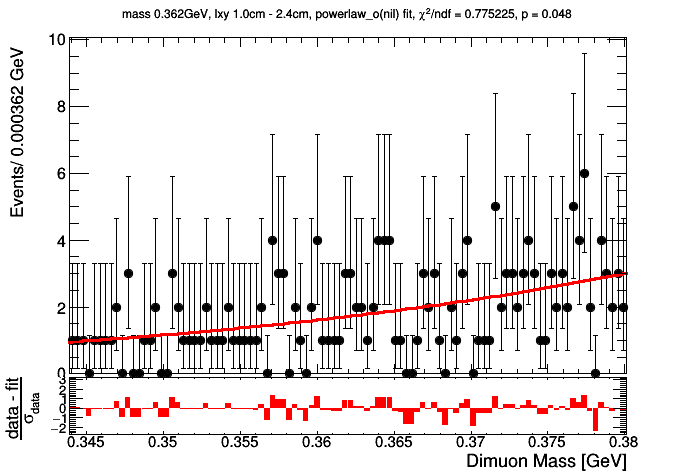 mass 0.362GeV, lxy 1.0cm - 2.4cm, powerlaw_o(nil) fit, χ²/ndf = 0.775225, p = 0.048
Events/ 0.000362 GeV
10
8
6
4
2
0
data - fit
σdata
3
2
1
0
−1
−2
0.345 0.35 0.355 0.36 0.365 0.37 0.375 0.38
Dimuon Mass [GeV]